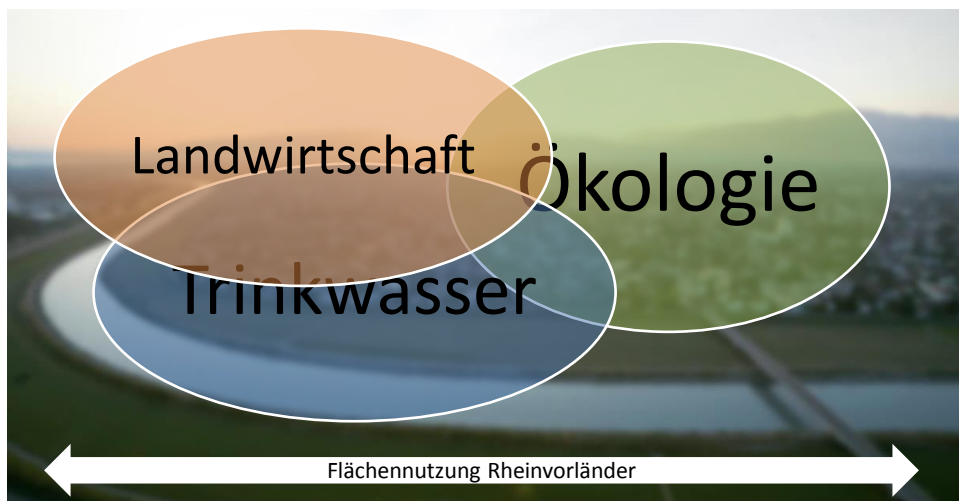 Landwirtschaft
Ökologie
Trinkwasser
Flächennutzung Rheinvorländer